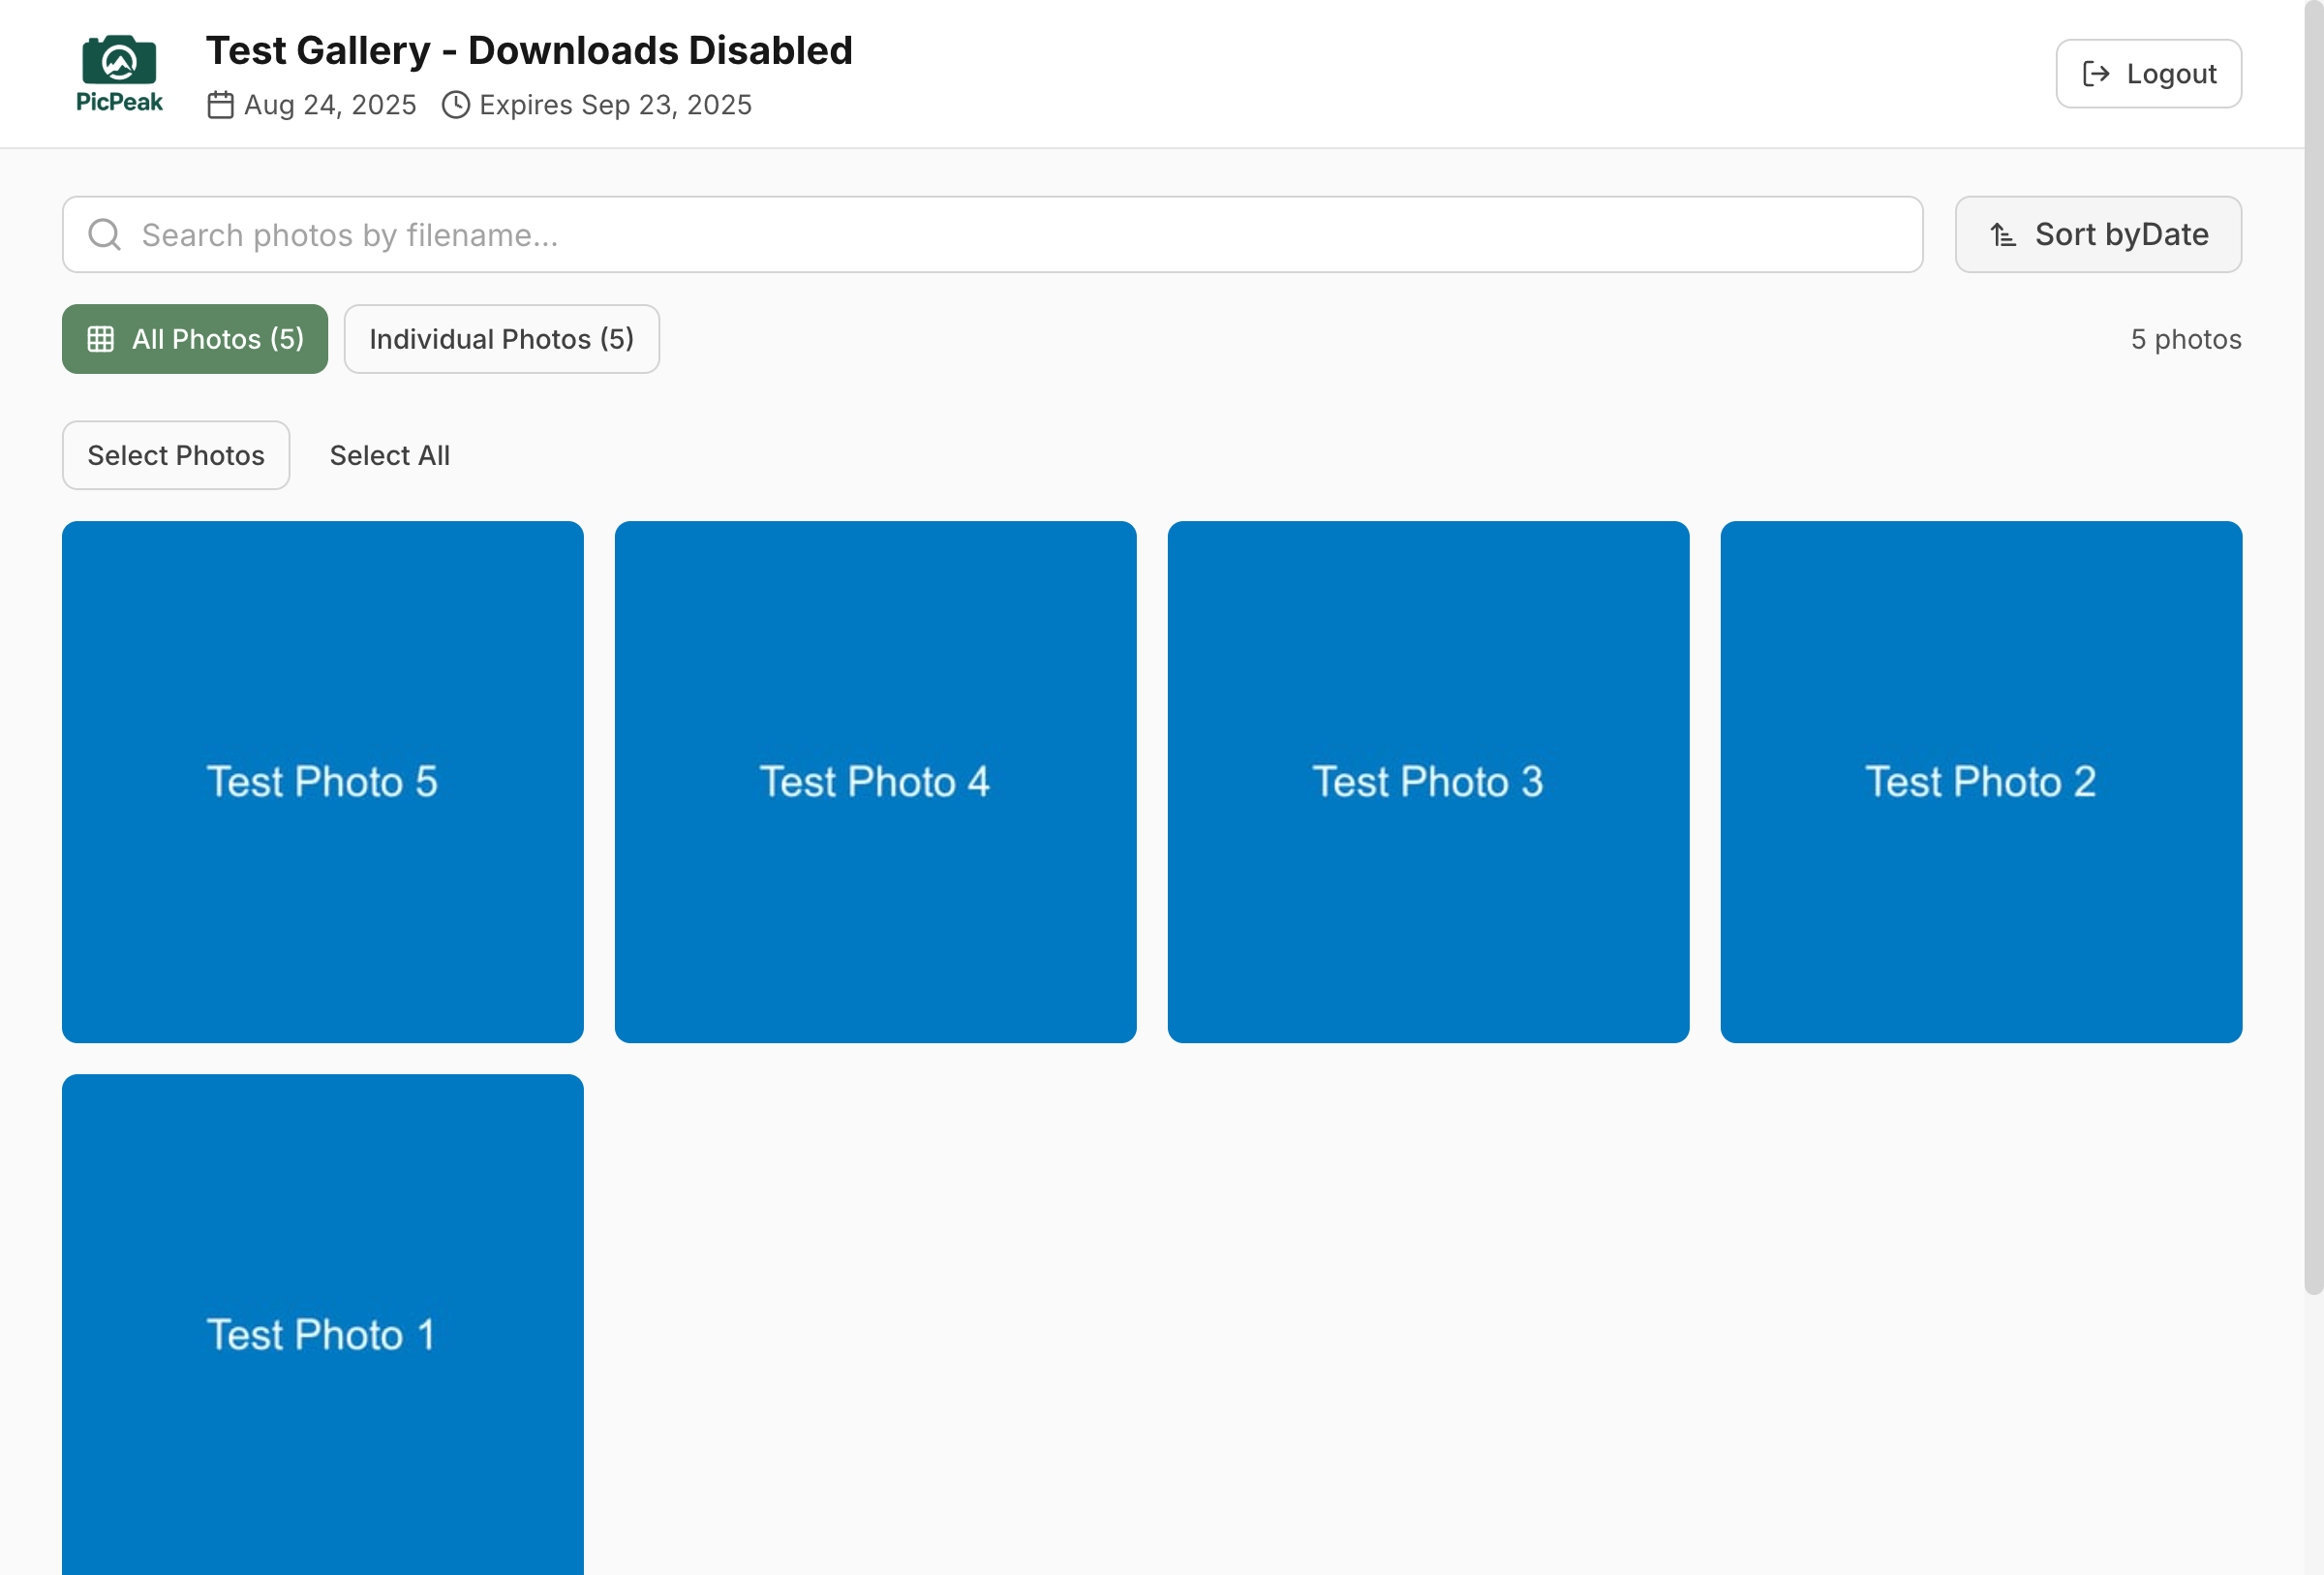 PicPeak
Test Gallery - Downloads Disabled
Aug 24, 2025 Expires Sep 23, 2025
Logout
Search photos by filename...
Sort byDate
All Photos (5)
Individual Photos (5)
5 photos
Select Photos
Select All
Test Photo 5
Test Photo 4
Test Photo 3
Test Photo 2
Test Photo 1